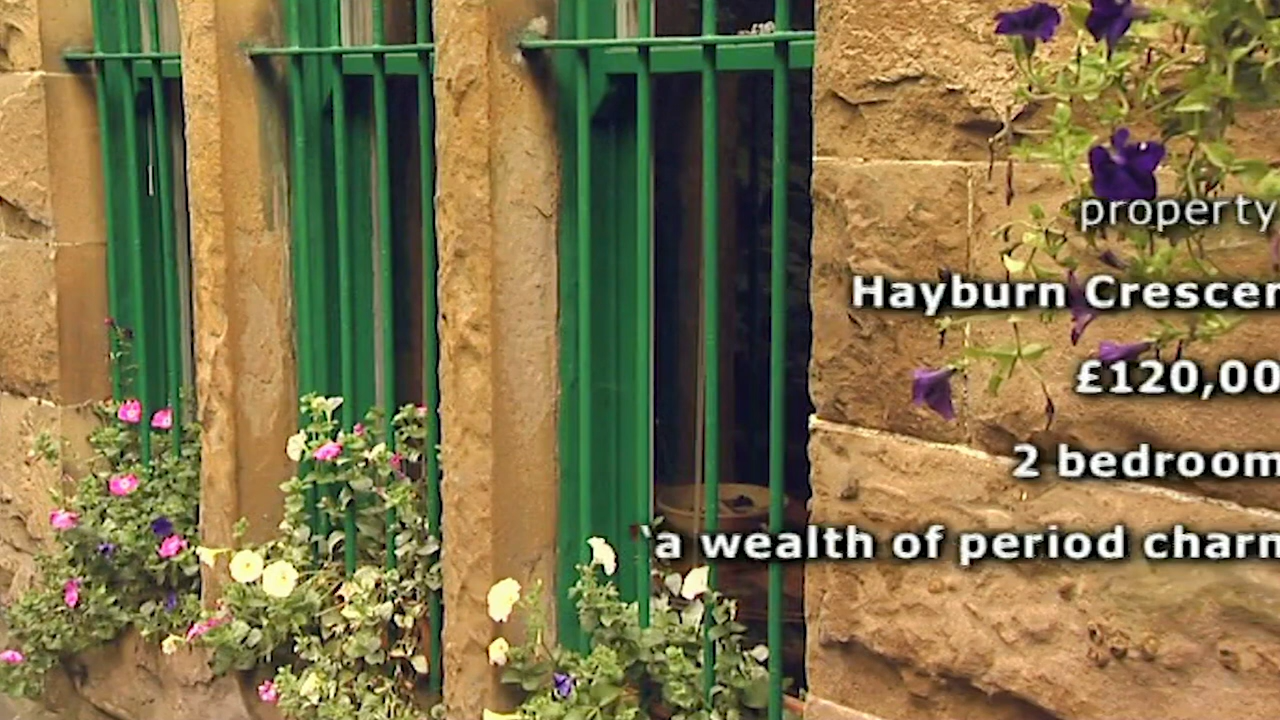 property
Hayburn Crescen
£120,00
2 bedroom
‘a wealth of period charm